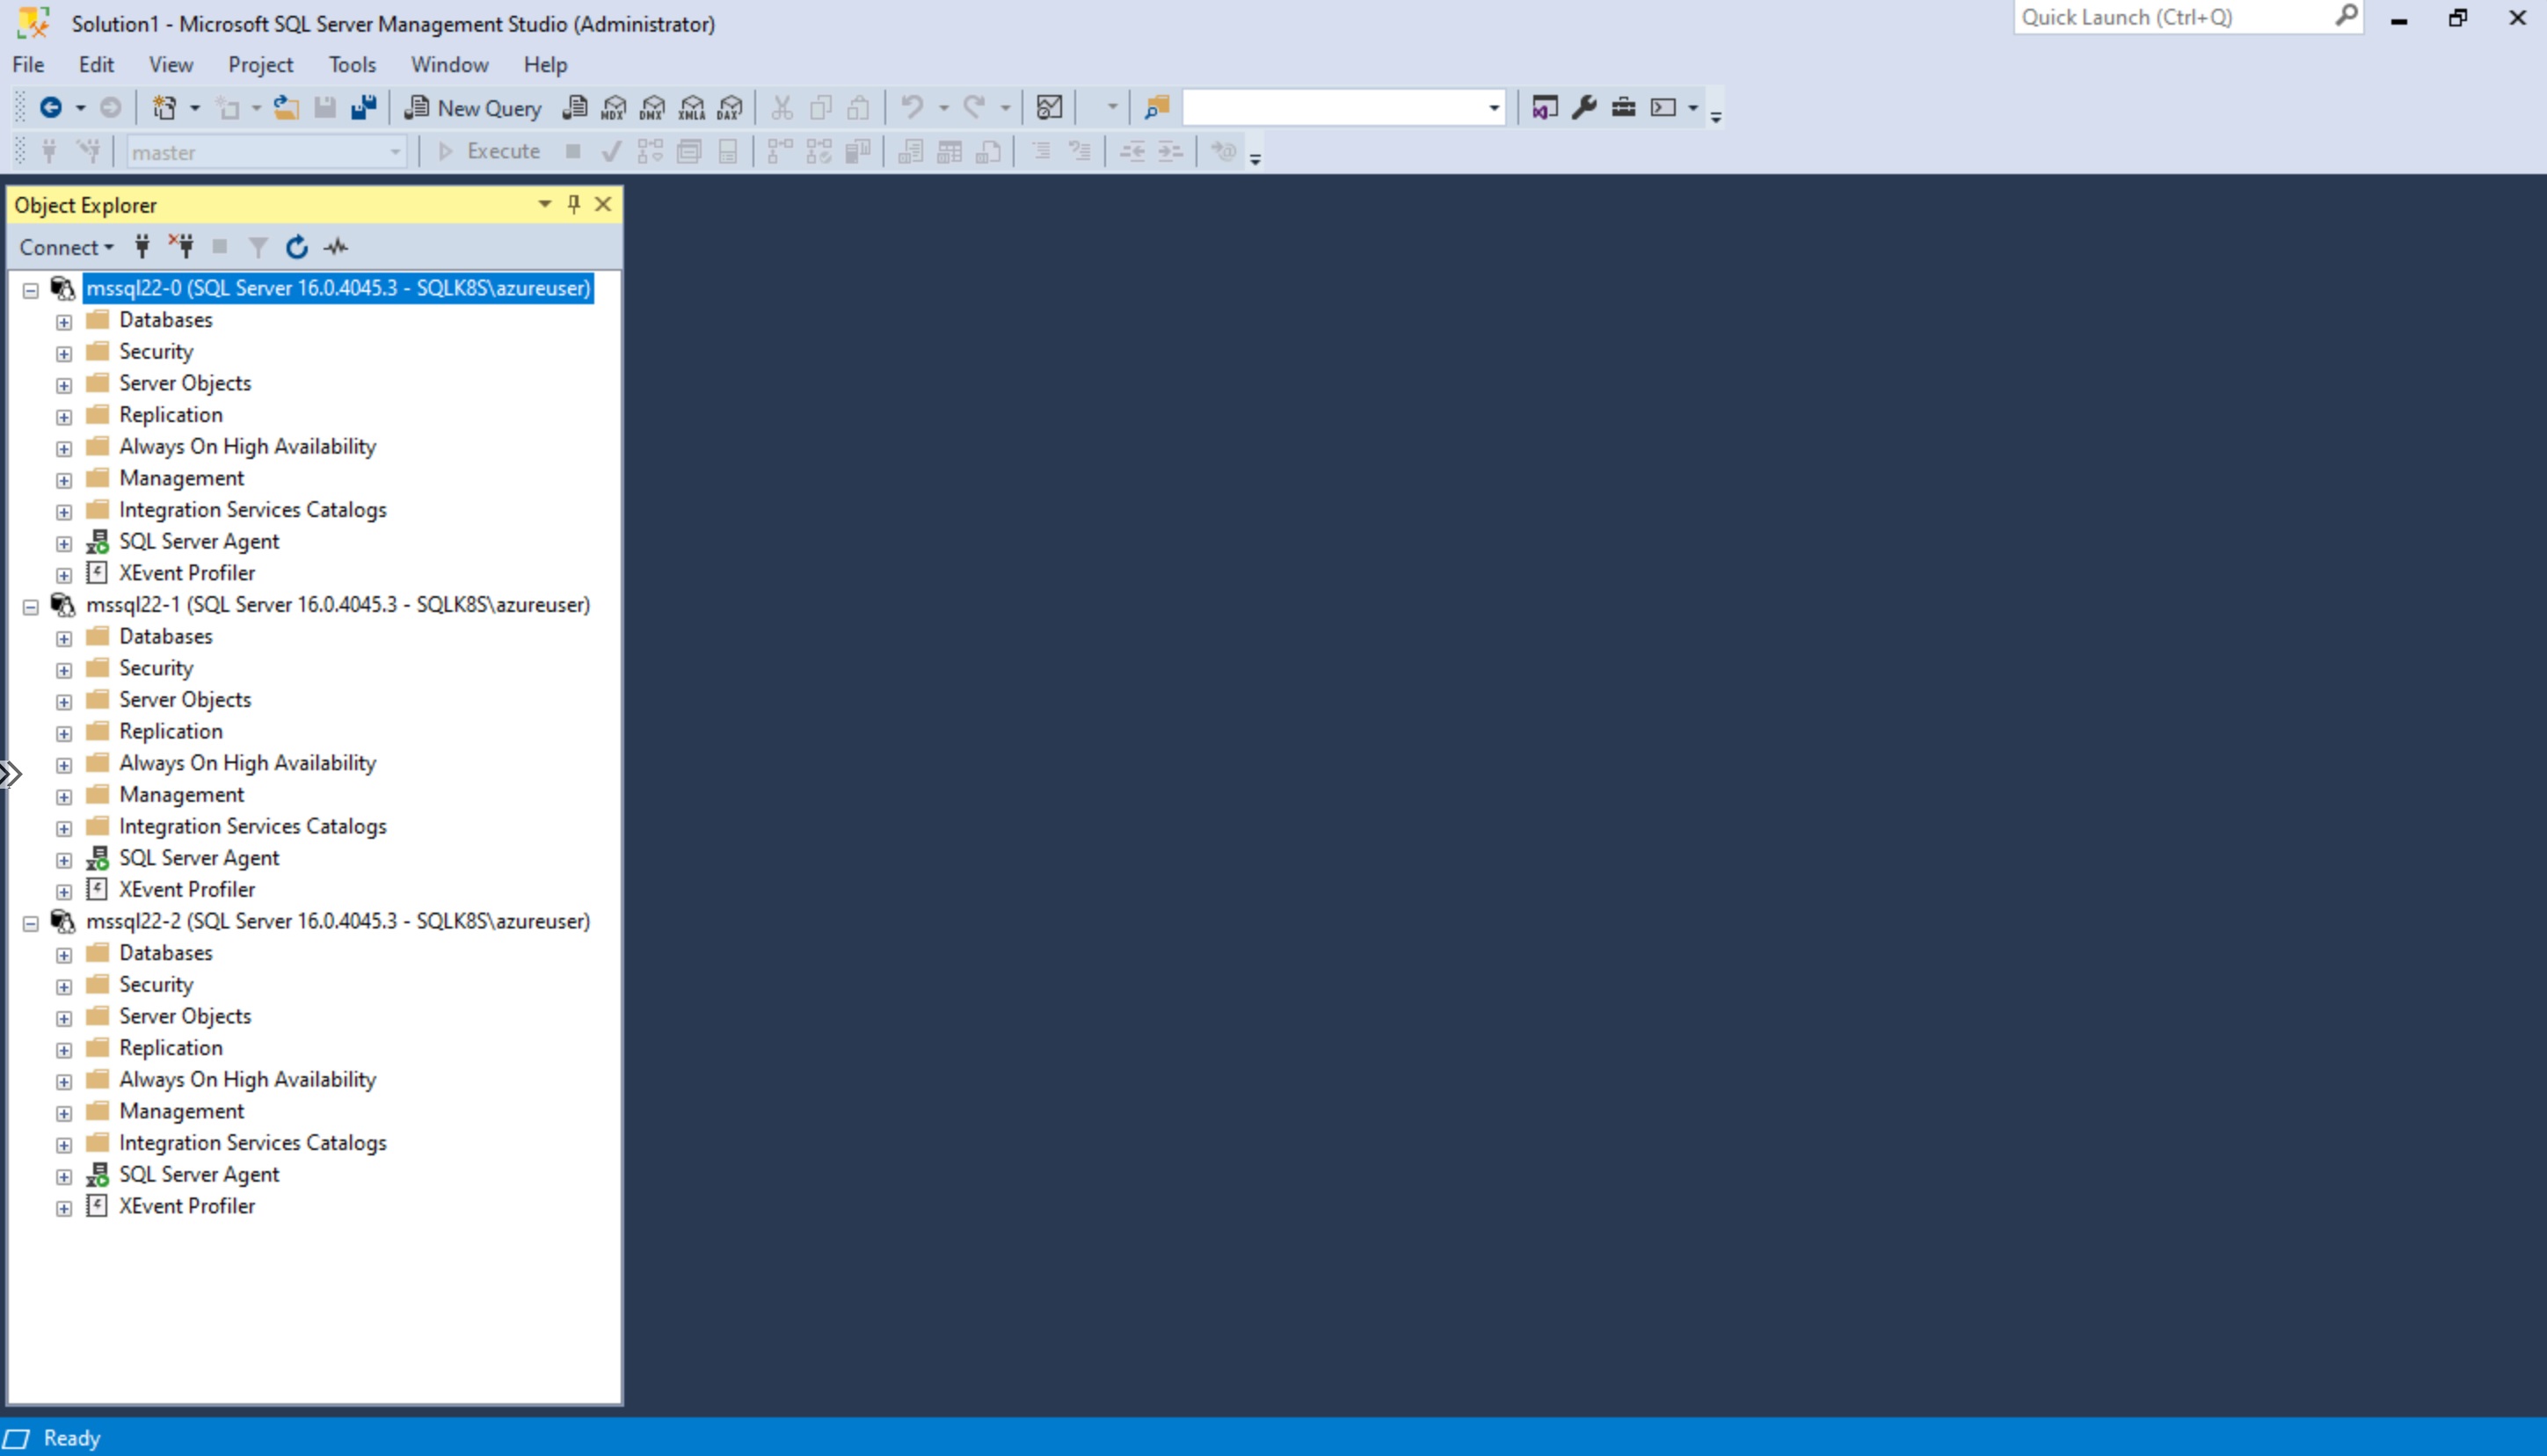 Solution1 - Microsoft SQL Server Management Studio (Administrator)
Quick Launch (Ctrl+Q)
File Edit View Project Tools Window Help
New Query MDX DMX XMLA DAX
master Execute
Object Explorer
Connect
mssql22-0 (SQL Server 16.0.4045.3 - SQLK8S\azureuser)
Databases
Security
Server Objects
Replication
Always On High Availability
Management
Integration Services Catalogs
SQL Server Agent
XEvent Profiler
mssql22-1 (SQL Server 16.0.4045.3 - SQLK8S\azureuser)
Databases
Security
Server Objects
Replication
Always On High Availability
Management
Integration Services Catalogs
SQL Server Agent
XEvent Profiler
mssql22-2 (SQL Server 16.0.4045.3 - SQLK8S\azureuser)
Databases
Security
Server Objects
Replication
Always On High Availability
Management
Integration Services Catalogs
SQL Server Agent
XEvent Profiler
Ready